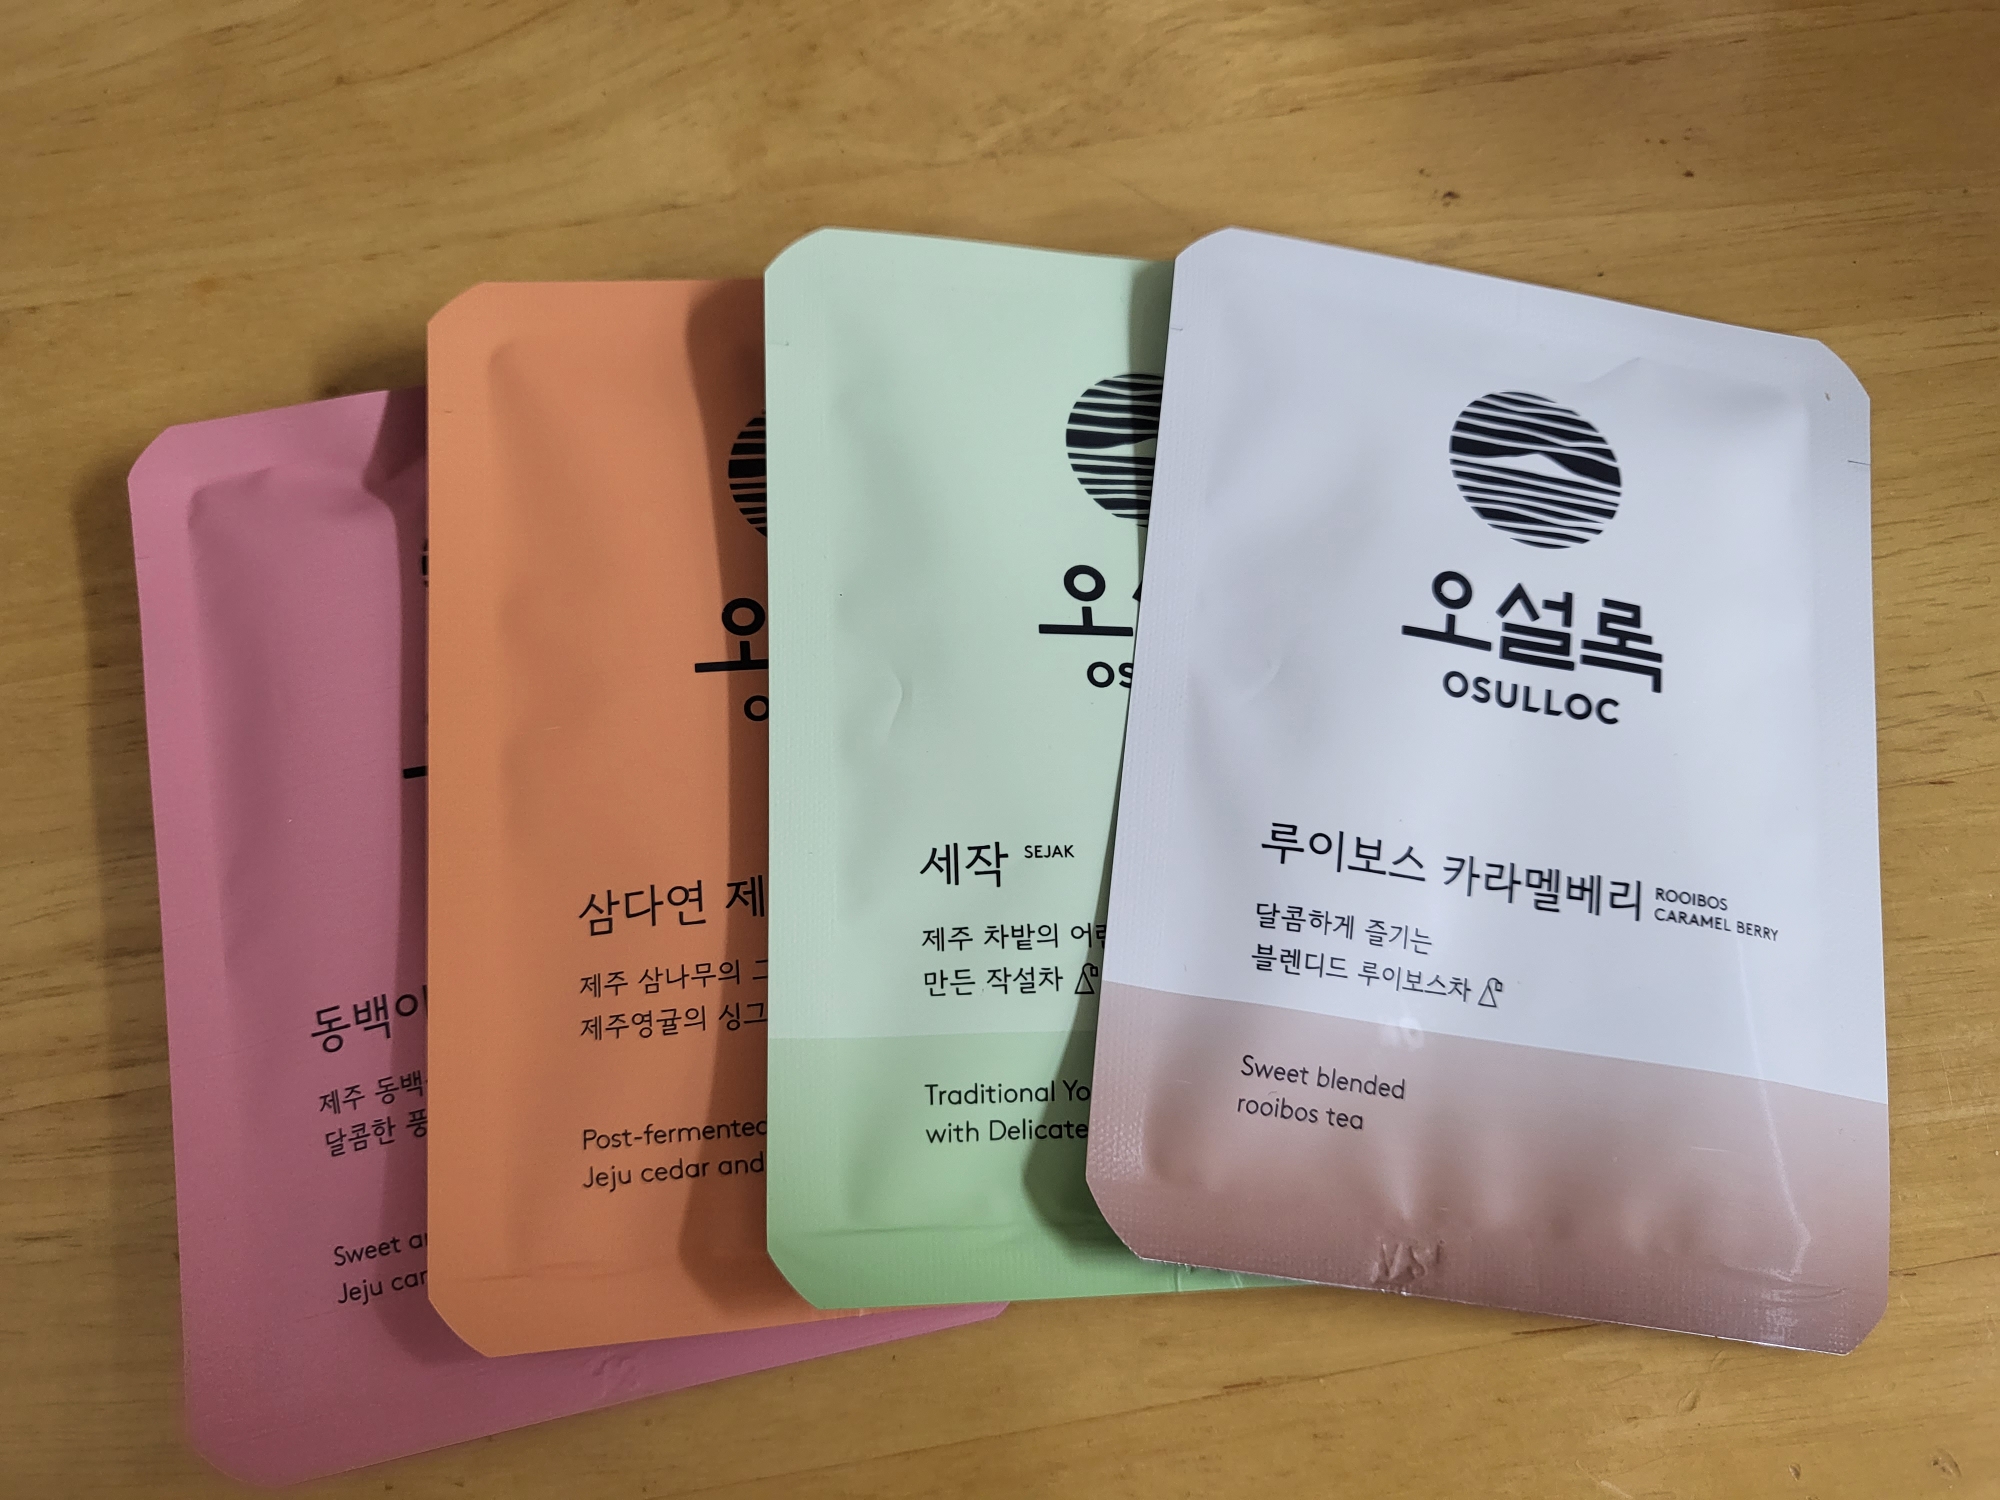 동백이
제주 동백
달콤한 풍
Sweet
Jeju
삼다연 제
제주 삼나무의
제주영귤의 싱그
Post-fermented
Jeju cedar and
오
OS
세작 SEJAK
제주 차밭의 어린
만든 작설차
Traditional
with Delicate
오설록
OSULLOC
루이보스 카라멜베리 ROOIBOS
CARAMEL BERRY
달콤하게 즐기는
블렌디드 루이보스차
Sweet blended
rooibos tea